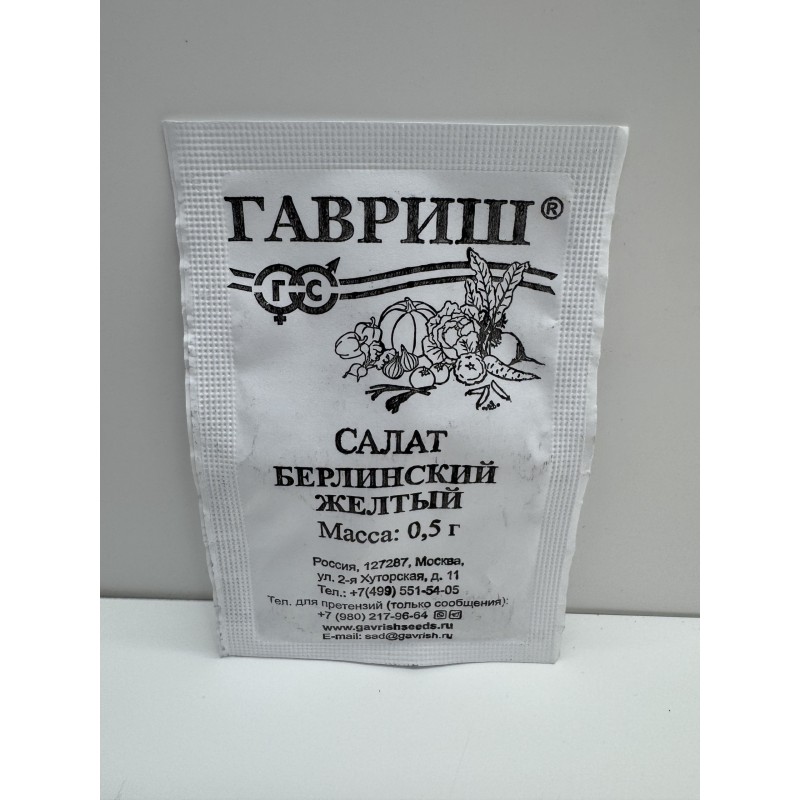 ГАВРИШ®
ГС
САЛАТ
БЕРЛИНСКИЙ
ЖЕЛТЫЙ
Масса: 0,5 г
Россия, 127287, Москва,
ул. 2-я Хуторская, д. 11
Тел.: +7(499) 551-54-05
Тел. для претензий (только сообщения):
+7 (980) 217-96-64
www.gavrishseeds.ru
E-mail: sad@gavrish.ru